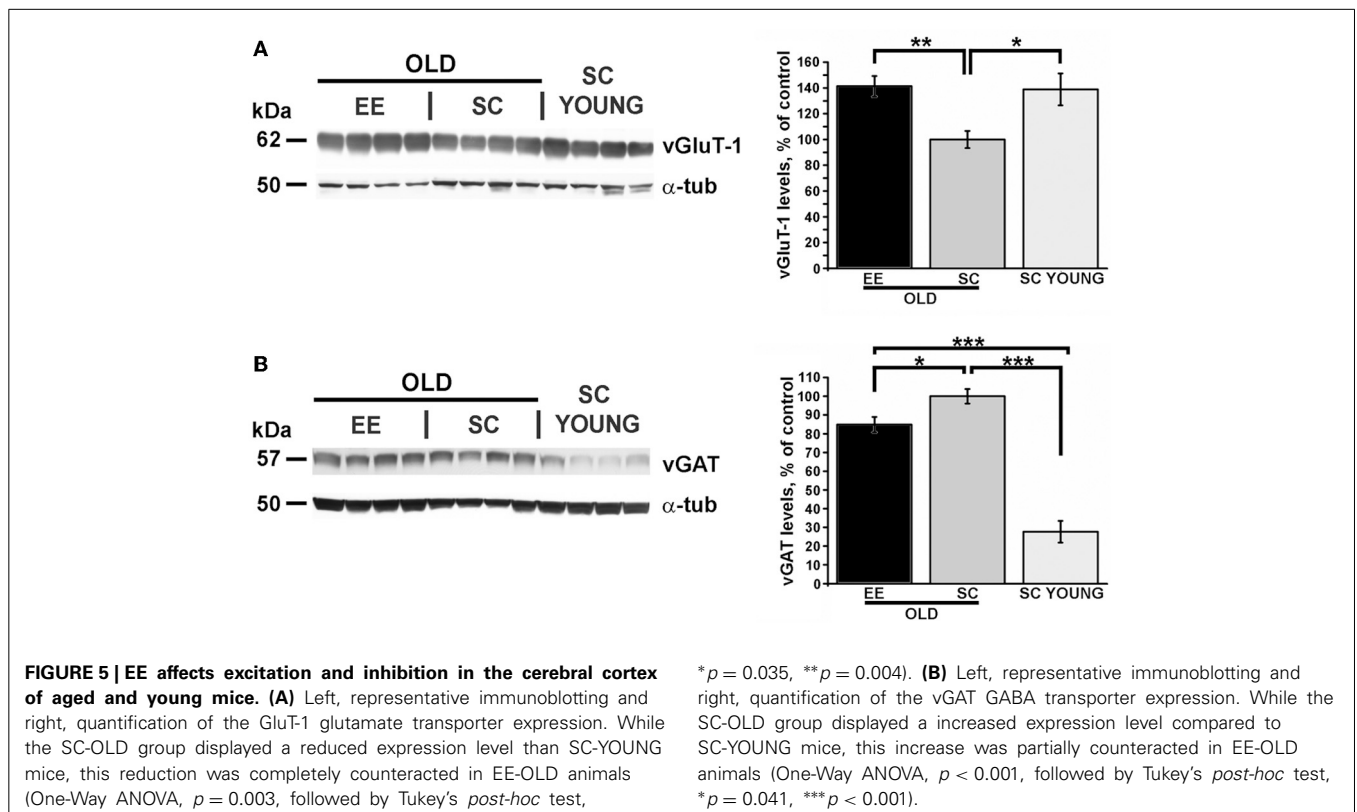 A
OLD
SC
YOUNG
EE | SC |
kDa
62
vGluT-1
50
α-tub
** *
vGluT-1 levels, % of control
160
140
120
100
80
60
40
20
0
EE SC SC YOUNG
OLD
B
OLD
SC
YOUNG
EE | SC |
kDa
57
vGAT
50
α-tub
***
* ***
vGAT levels, % of control
110
100
90
80
70
60
50
40
30
20
10
0
EE SC SC YOUNG
OLD
FIGURE 5 | EE affects excitation and inhibition in the cerebral cortex
of aged and young mice. (A) Left, representative immunoblotting and
right, quantification of the GluT-1 glutamate transporter expression. While
the SC-OLD group displayed a reduced expression level than SC-YOUNG
mice, this reduction was completely counteracted in EE-OLD animals
(One-Way ANOVA, p = 0.003, followed by Tukey's post-hoc test,
*p = 0.035, **p = 0.004). (B) Left, representative immunoblotting and
right, quantification of the vGAT GABA transporter expression. While the
SC-OLD group displayed a increased expression level compared to
SC-YOUNG mice, this increase was partially counteracted in EE-OLD
animals (One-Way ANOVA, p < 0.001, followed by Tukey's post-hoc test,
*p = 0.041, ***p < 0.001).